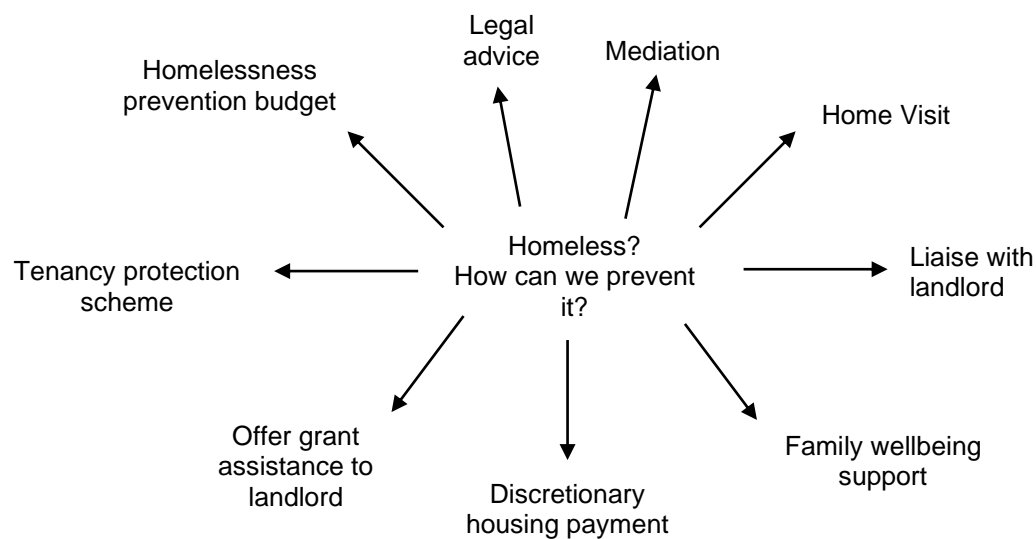 Legal
advice
Mediation
Homelessness
prevention budget
Home Visit
Homeless?
How can we prevent
it?
Tenancy protection
scheme
Liaise with
landlord
Offer grant
assistance to
landlord
Family wellbeing
support
Discretionary
housing payment